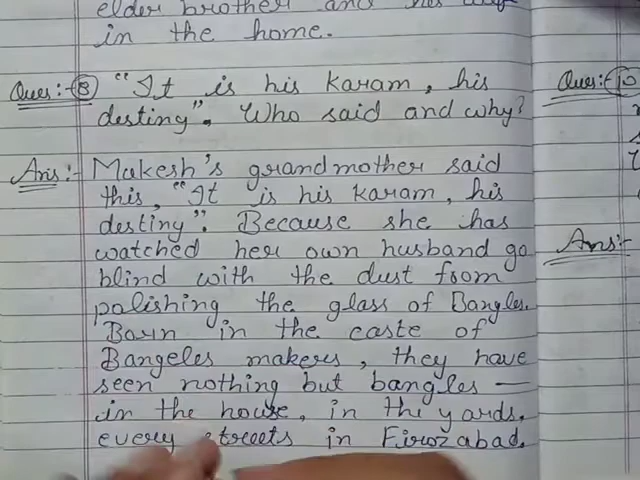 elder brother and his
in the home.
Ques:-⑧ "It is his karam, his
destiny". Who said and why?
Ans:- Mukesh's grandmother said
this, "It is his karam, his
destiny". Because she has
watched her own husband go
blind with the dust from
polishing the glass of Bangles.
Born in the caste of
Bangeles makers, they have
seen nothing but bangles —
in the house, in the yards,
every streets in Firozabad.
Ques:-⑩
Ans:-